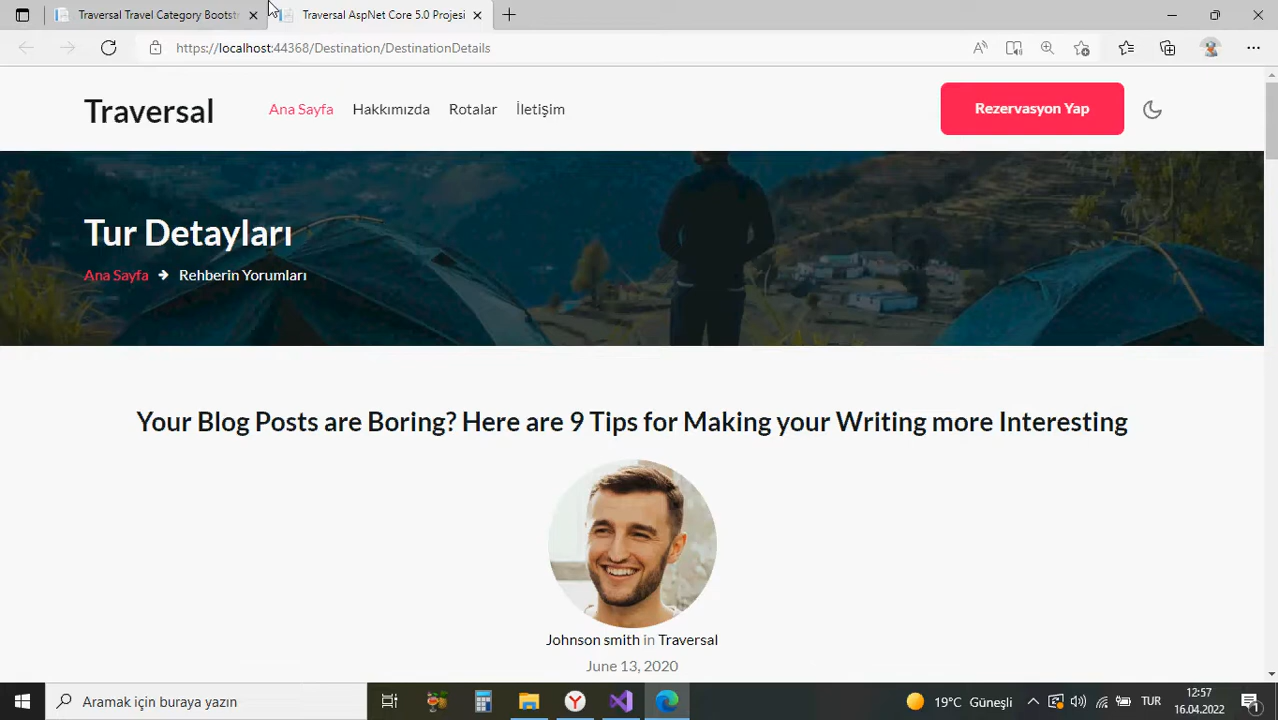 Traversal Travel Category Bootstr
Traversal AspNet Core 5.0 Projesi
https://localhost:44368/Destination/DestinationDetails
Traversal
Ana Sayfa
Hakkımızda
Rotalar
İletişim
Rezervasyon Yap
Tur Detayları
Ana Sayfa → Rehberin Yorumları
Your Blog Posts are Boring? Here are 9 Tips for Making your Writing more Interesting
Johnson smith in Traversal
June 13, 2020
Aramak için buraya yazın
19°C Güneşli
TUR
12:57
16.04.2022